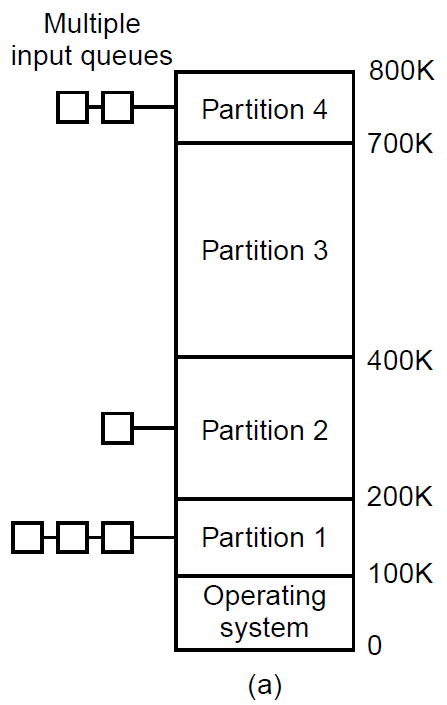 Multiple
input queues
800K
Partition 4
700K
Partition 3
400K
Partition 2
200K
Partition 1
100K
Operating
system
0
(a)